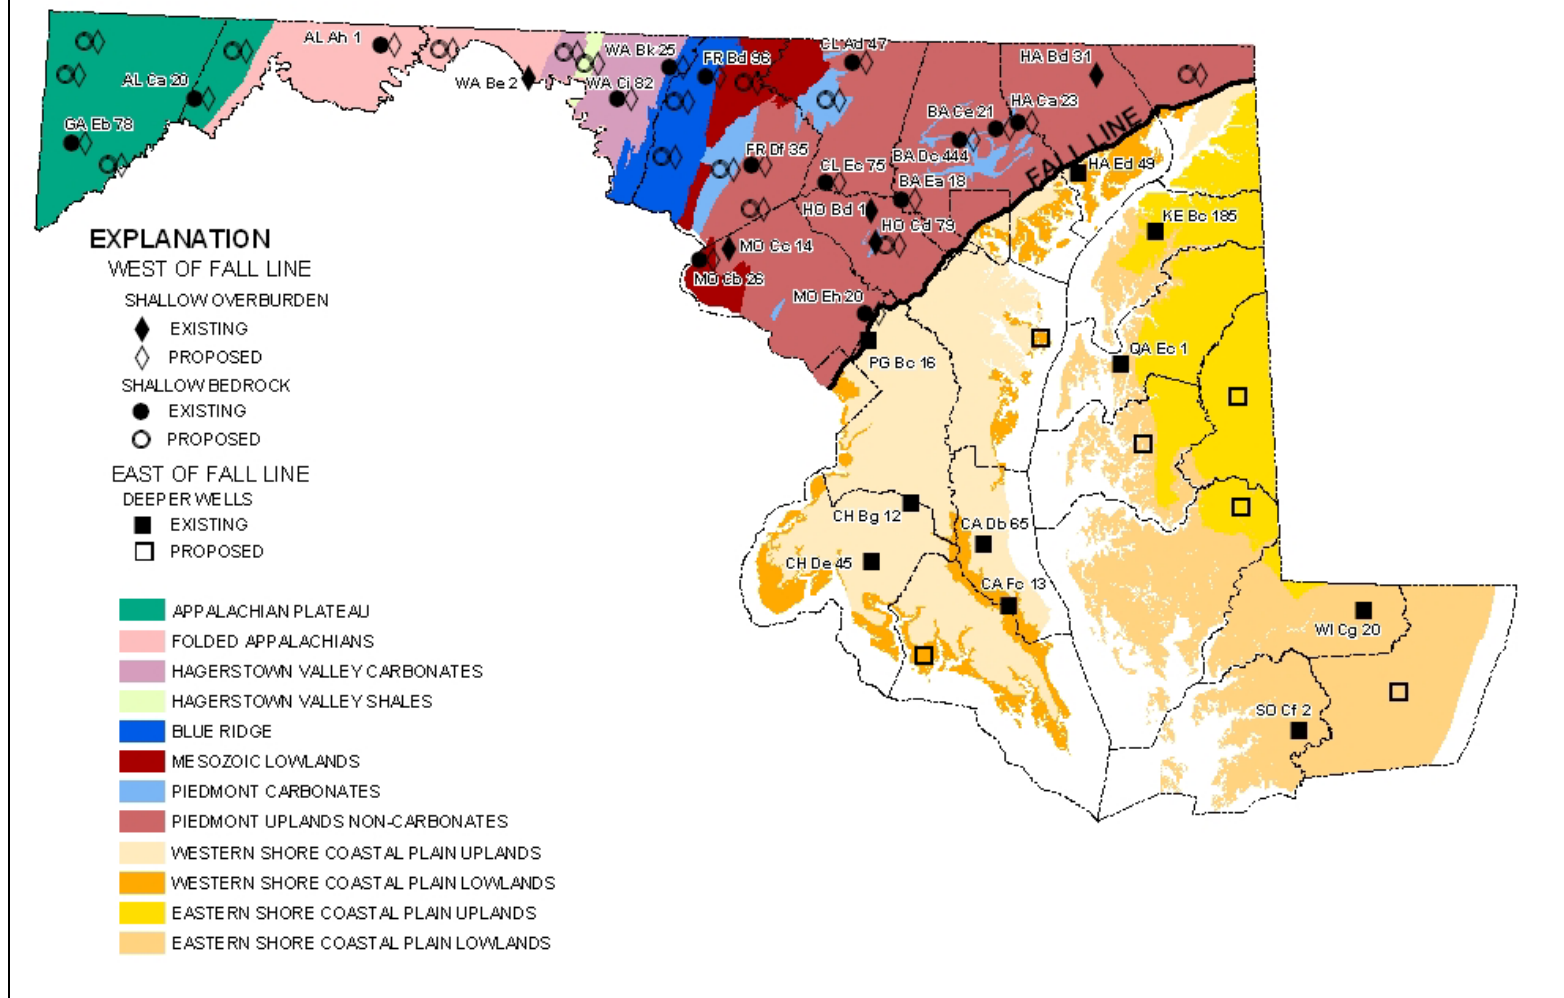 AL Ah 1
WA Bk 25
CL Ad 47
FR Bd 96
HA Bd 31
AL Ca 20
WA Be 2
WA Ci 82
GA Eb 78
BA Ce 21
HA Ca 23
FALL LINE
FR Df 35
CL Ec 75
BA Dc 444
HA Ed 49
BA Ea 18
HO Bd 1
HO Cd 79
KE Bc 185
MO Cc 14
MO Cb 26
MO Eh 20
PG Bc 16
QA Ec 1
EXPLANATION
WEST OF FALL LINE
SHALLOW OVERBURDEN
EXISTING
PROPOSED
SHALLOW BEDROCK
EXISTING
PROPOSED
EAST OF FALL LINE
DEEPER WELLS
EXISTING
PROPOSED
CH Bg 12
CA Db 65
CH De 45
CA Fc 13
WI Cg 20
SO Cf 2
APPALACHIAN PLATEAU
FOLDED APPALACHIANS
HAGERSTOWN VALLEY CARBONATES
HAGERSTOWN VALLEY SHALES
BLUE RIDGE
MESOZOIC LOWLANDS
PIEDMONT CARBONATES
PIEDMONT UPLANDS NON-CARBONATES
WESTERN SHORE COASTAL PLAIN UPLANDS
WESTERN SHORE COASTAL PLAIN LOWLANDS
EASTERN SHORE COASTAL PLAIN UPLANDS
EASTERN SHORE COASTAL PLAIN LOWLANDS